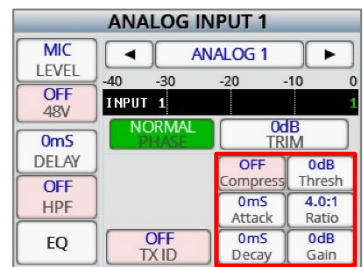 ANALOG INPUT 1
MIC
LEVEL
◄ ANALOG 1 ►
-40 -30 -20 -10 0
OFF
48V
INPUT 1 1
NORMAL
PHASE
0dB
TRIM
0mS
DELAY
OFF
Compress
0dB
Thresh
OFF
HPF
0mS
Attack
4.0:1
Ratio
EQ
OFF
TX ID
0mS
Decay
0dB
Gain